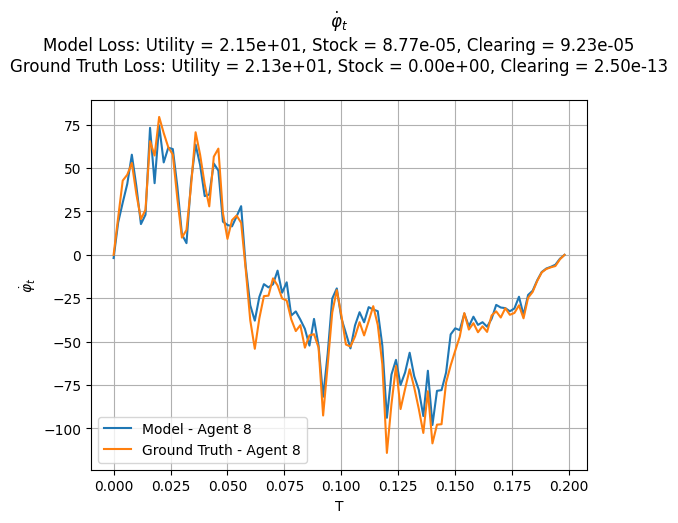 φ̇ₜ
Model Loss: Utility = 2.15e+01, Stock = 8.77e-05, Clearing = 9.23e-05
Ground Truth Loss: Utility = 2.13e+01, Stock = 0.00e+00, Clearing = 2.50e-13
75
50
25
0
−25
−50
−75
−100
φ̇ₜ
Model - Agent 8
Ground Truth - Agent 8
0.000 0.025 0.050 0.075 0.100 0.125 0.150 0.175 0.200
T